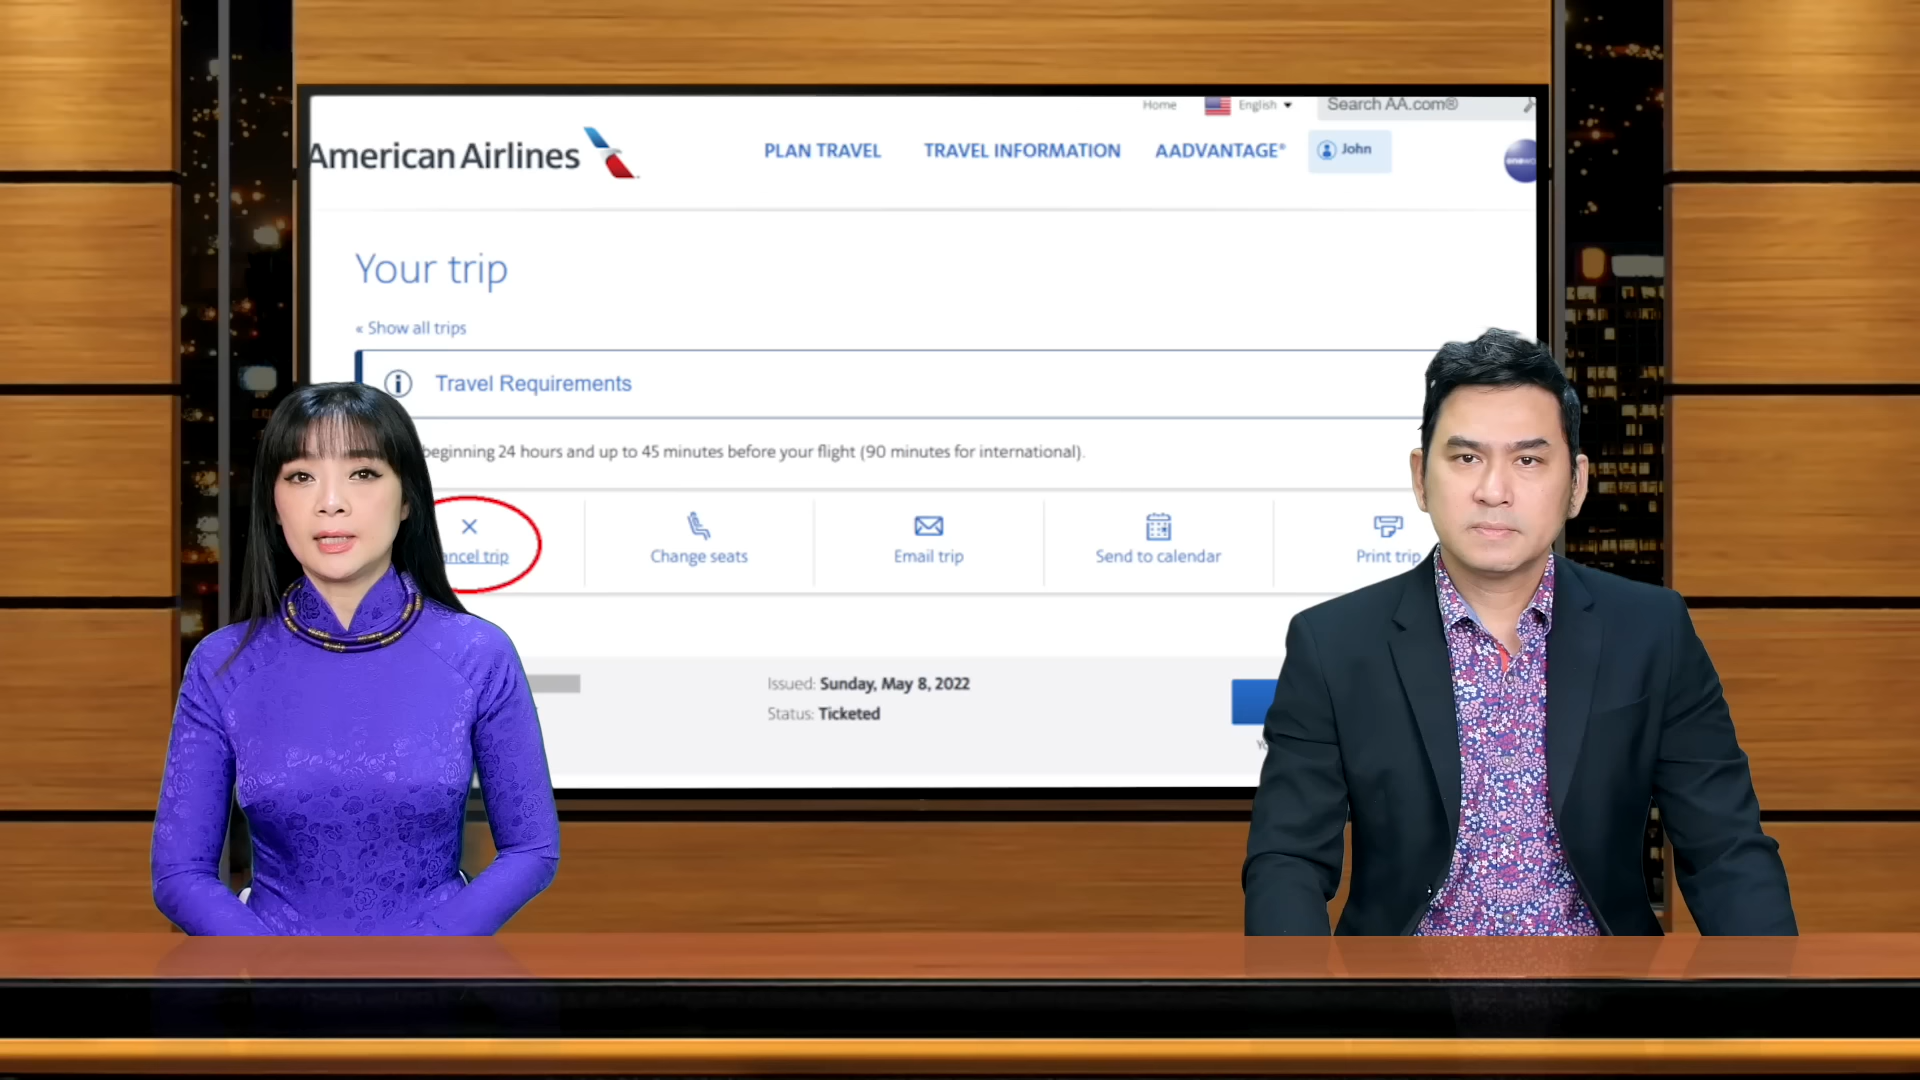 Home English Search AA.com®
American Airlines PLAN TRAVEL TRAVEL INFORMATION AADVANTAGE® John
Your trip
« Show all trips
Travel Requirements
beginning 24 hours and up to 45 minutes before your flight (90 minutes for international).
ancel trip Change seats Email trip Send to calendar Print trip
Issued: Sunday, May 8, 2022
Status: Ticketed